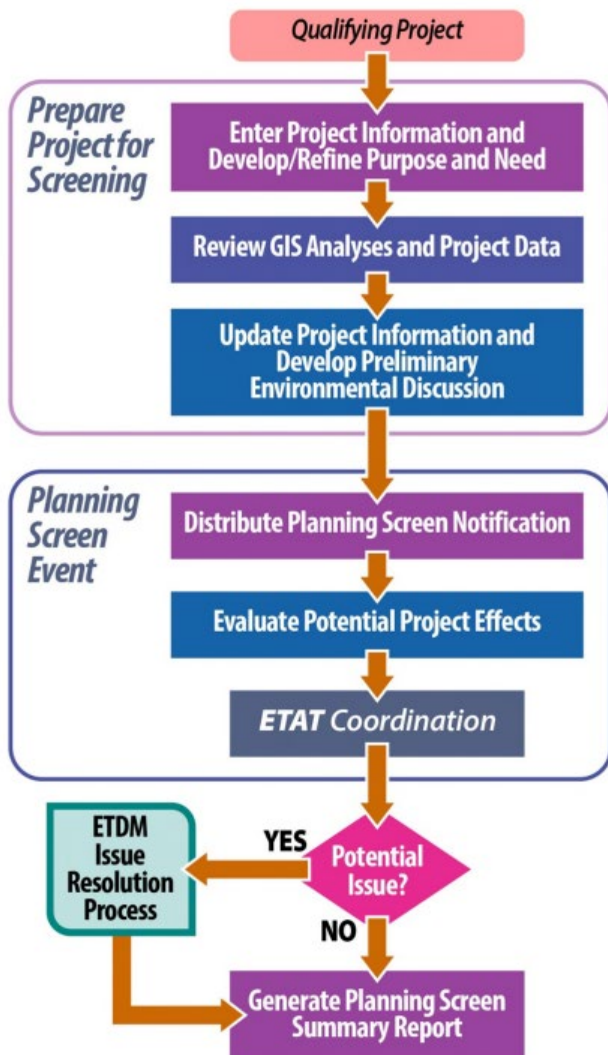 Qualifying Project
Prepare
Project for
Screening
Enter Project Information and
Develop/Refine Purpose and Need
Review GIS Analyses and Project Data
Update Project Information and
Develop Preliminary
Environmental Discussion
Planning
Screen
Event
Distribute Planning Screen Notification
Evaluate Potential Project Effects
ETAT Coordination
Potential
Issue?
YES
ETDM
Issue
Resolution
Process
NO
Generate Planning Screen
Summary Report